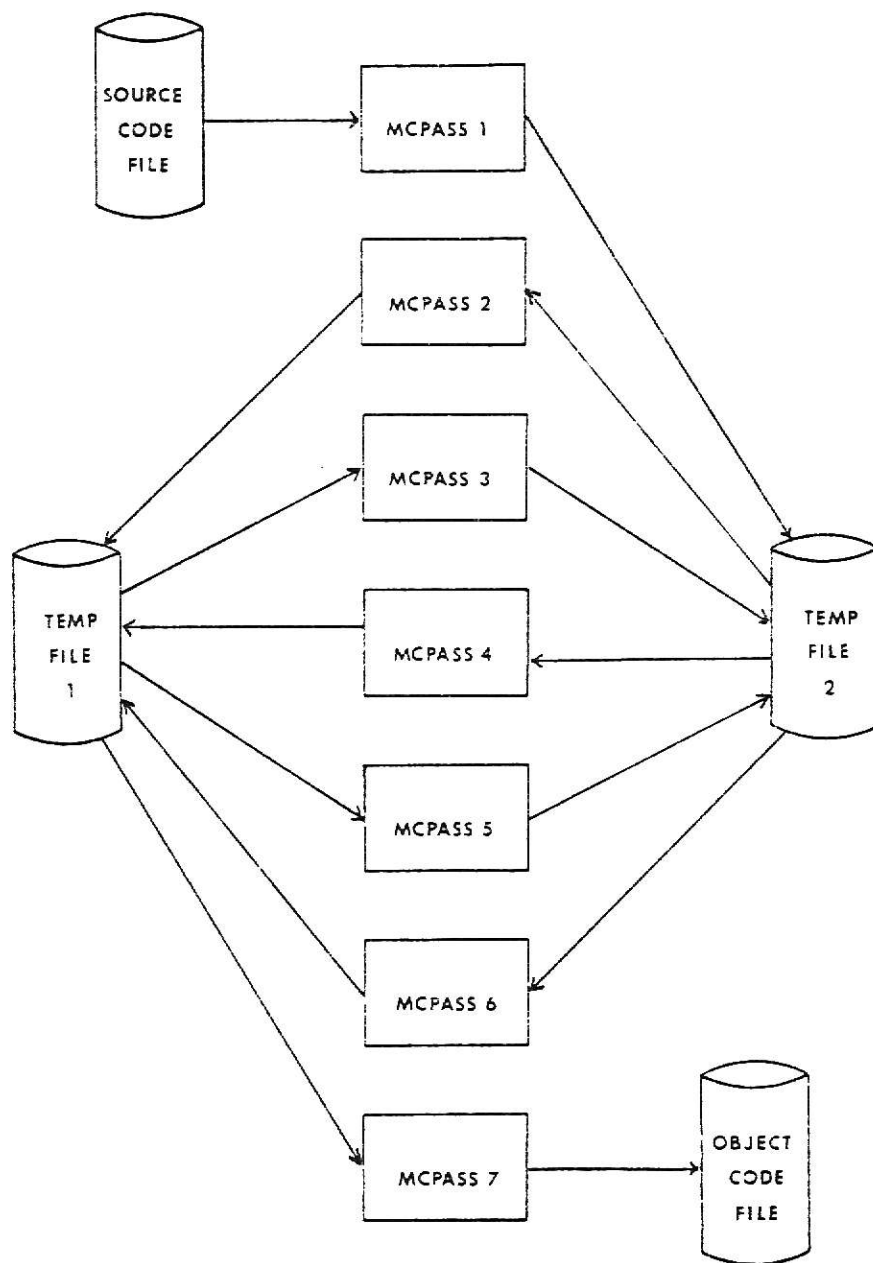 SOURCE
CODE
FILE
MCPASS 1
MCPASS 2
MCPASS 3
TEMP
FILE
1
MCPASS 4
TEMP
FILE
2
MCPASS 5
MCPASS 6
MCPASS 7
OBJECT
CODE
FILE